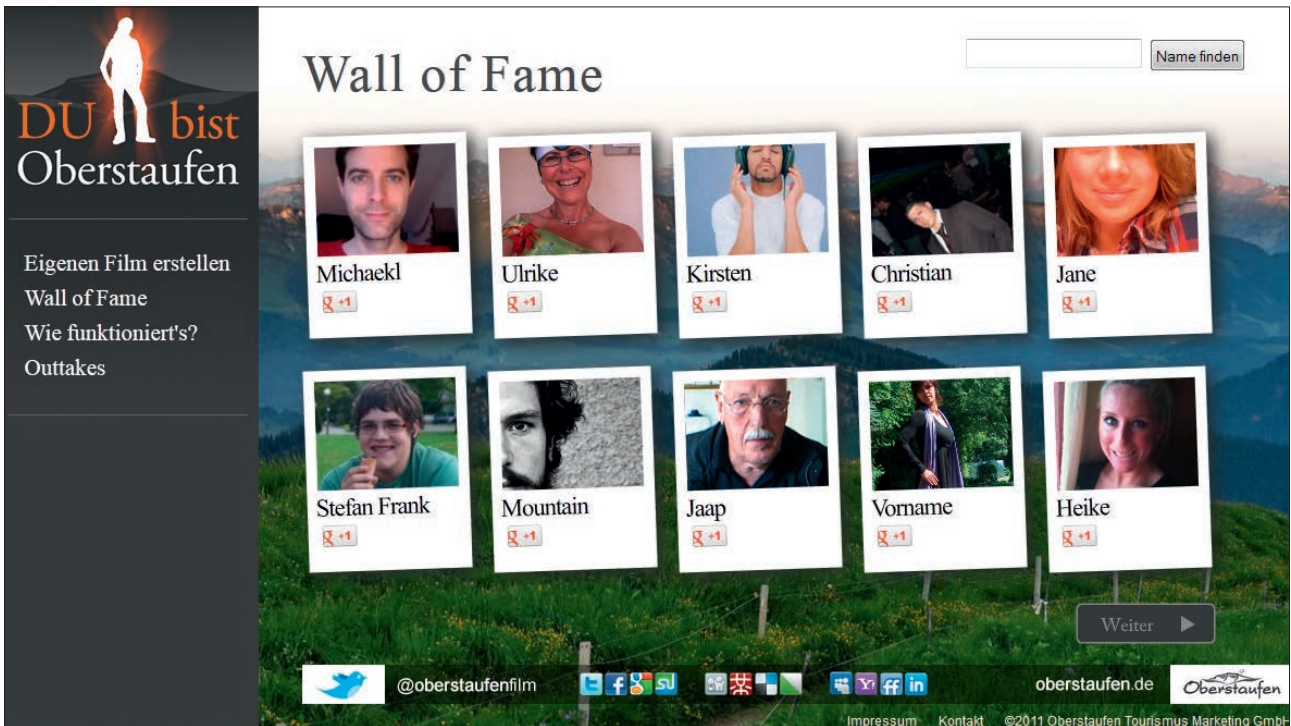 DU bist
Oberstaufen
Eigenen Film erstellen
Wall of Fame
Wie funktioniert's?
Outtakes
Wall of Fame
Name finden
Michaekl
g +1
Ulrike
g +1
Kirsten
g +1
Christian
g +1
Jane
g +1
Stefan Frank
g +1
Mountain
g +1
Jaap
g +1
Vorname
g +1
Heike
g +1
Weiter
@oberstaufenfilm
oberstaufen.de
Oberstaufen
Impressum Kontakt ©2011 Oberstaufen Tourismus Marketing GmbH